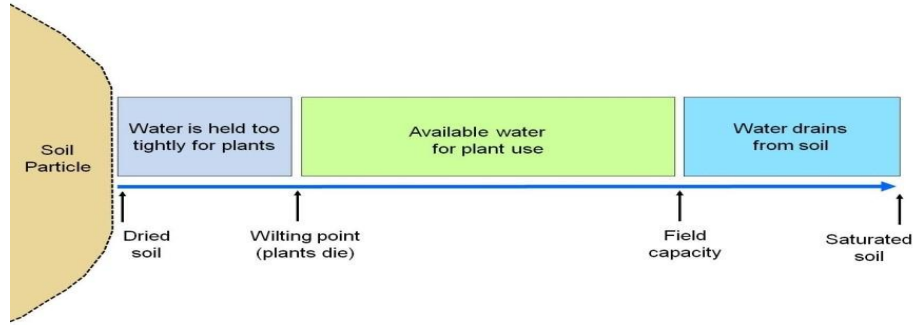 Soil
Particle
Water is held too
tightly for plants
Available water
for plant use
Water drains
from soil
Dried
soil
Wilting point
(plants die)
Field
capacity
Saturated
soil